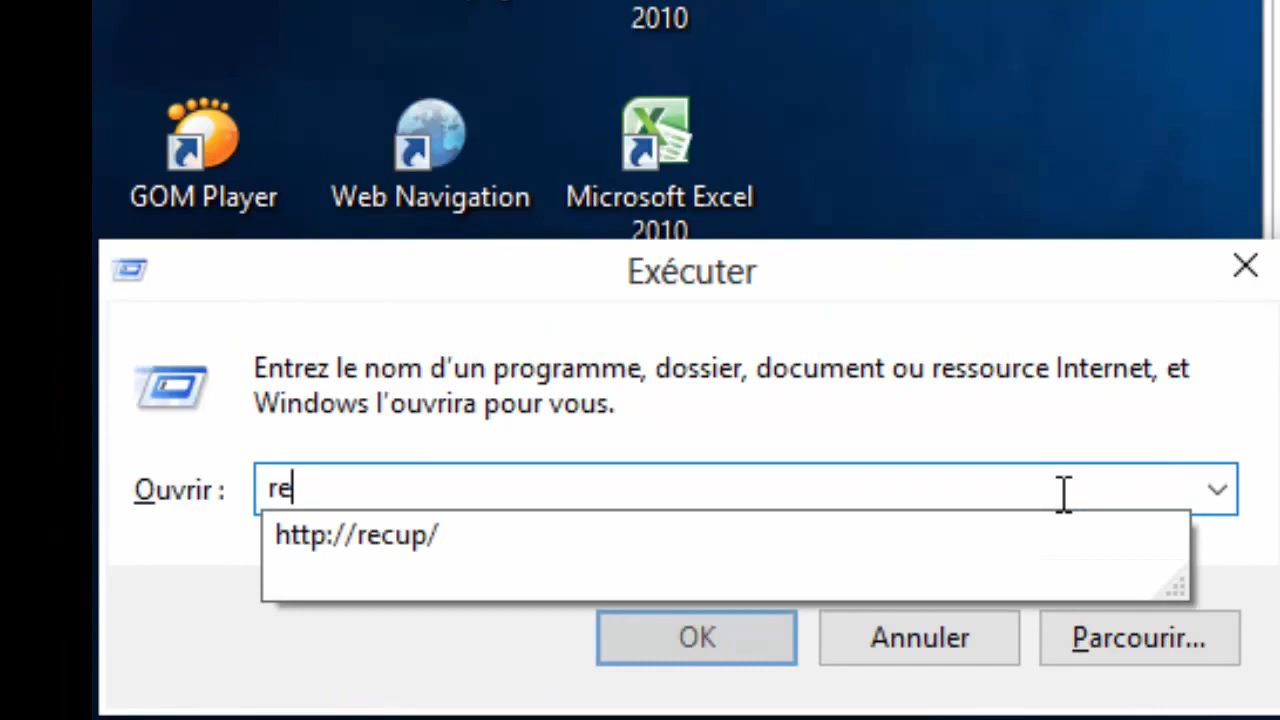 2010
GOM Player
Web Navigation
Microsoft Excel
2010
Exécuter
Entrez le nom d'un programme, dossier, document ou ressource Internet, et
Windows l'ouvrira pour vous.
Ouvrir :
re
http://recup/
OK
Annuler
Parcourir...